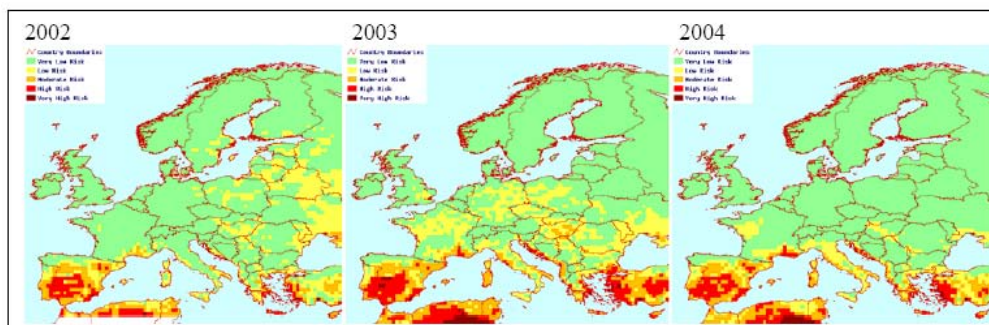 2002
Country Boundaries
Very Low Risk
Low Risk
Moderate Risk
High Risk
Very High Risk
2003
Country Boundaries
Very Low Risk
Low Risk
Moderate Risk
High Risk
Very High Risk
2004
Country Boundaries
Very Low Risk
Low Risk
Moderate Risk
High Risk
Very High Risk